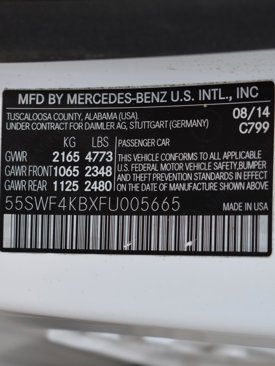 MFD BY MERCEDES-BENZ U.S. INTL., INC
TUSCALOOSA COUNTY, ALABAMA (USA). 08/14
UNDER CONTRACT FOR DAIMLER AG, STUTTGART (GERMANY) C799
KG LBS PASSENGER CAR
GVWR 2165 4773 THIS VEHICLE CONFORMS TO ALL APPLICABLE
GAWR FRONT 1065 2348 U.S. FEDERAL MOTOR VEHICLE SAFETY, BUMPER
GAWR REAR 1125 2480 AND THEFT PREVENTION STANDARDS IN EFFECT
ON THE DATE OF MANUFACTURE SHOWN ABOVE.
55SWF4KBXFU005665
MADE IN USA